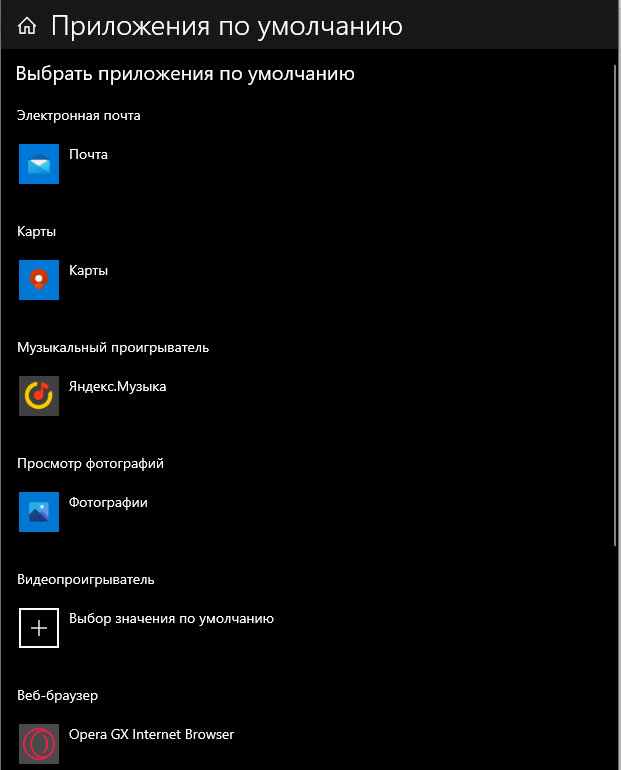 Приложения по умолчанию
Выбрать приложения по умолчанию
Электронная почта
Почта
Карты
Карты
Музыкальный проигрыватель
Яндекс.Музыка
Просмотр фотографий
Фотографии
Видеопроигрыватель
Выбор значения по умолчанию
Веб-браузер
Opera GX Internet Browser